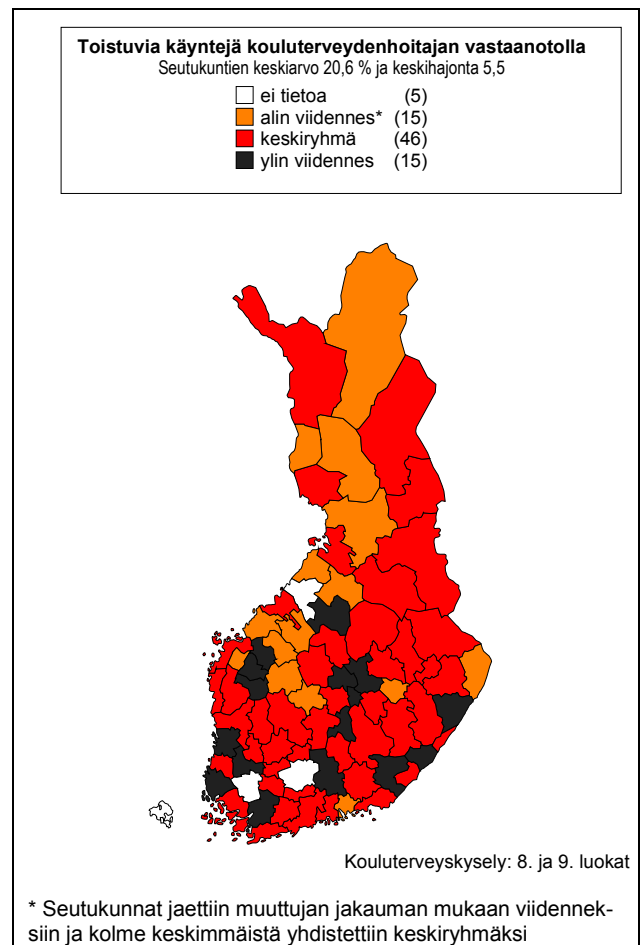 Toistuvia käyntejä kouluterveydenhoitajan vastaanotolla
Seutukuntien keskiarvo 20,6 % ja keskihajonta 5,5
ei tietoa (5)
alin viidennes* (15)
keskiryhmä (46)
ylin viidennes (15)
Kouluterveyskysely: 8. ja 9. luokat
* Seutukunnat jaettiin muuttujan jakauman mukaan viidennek-
siin ja kolme keskimmäistä yhdistettiin keskiryhmäksi